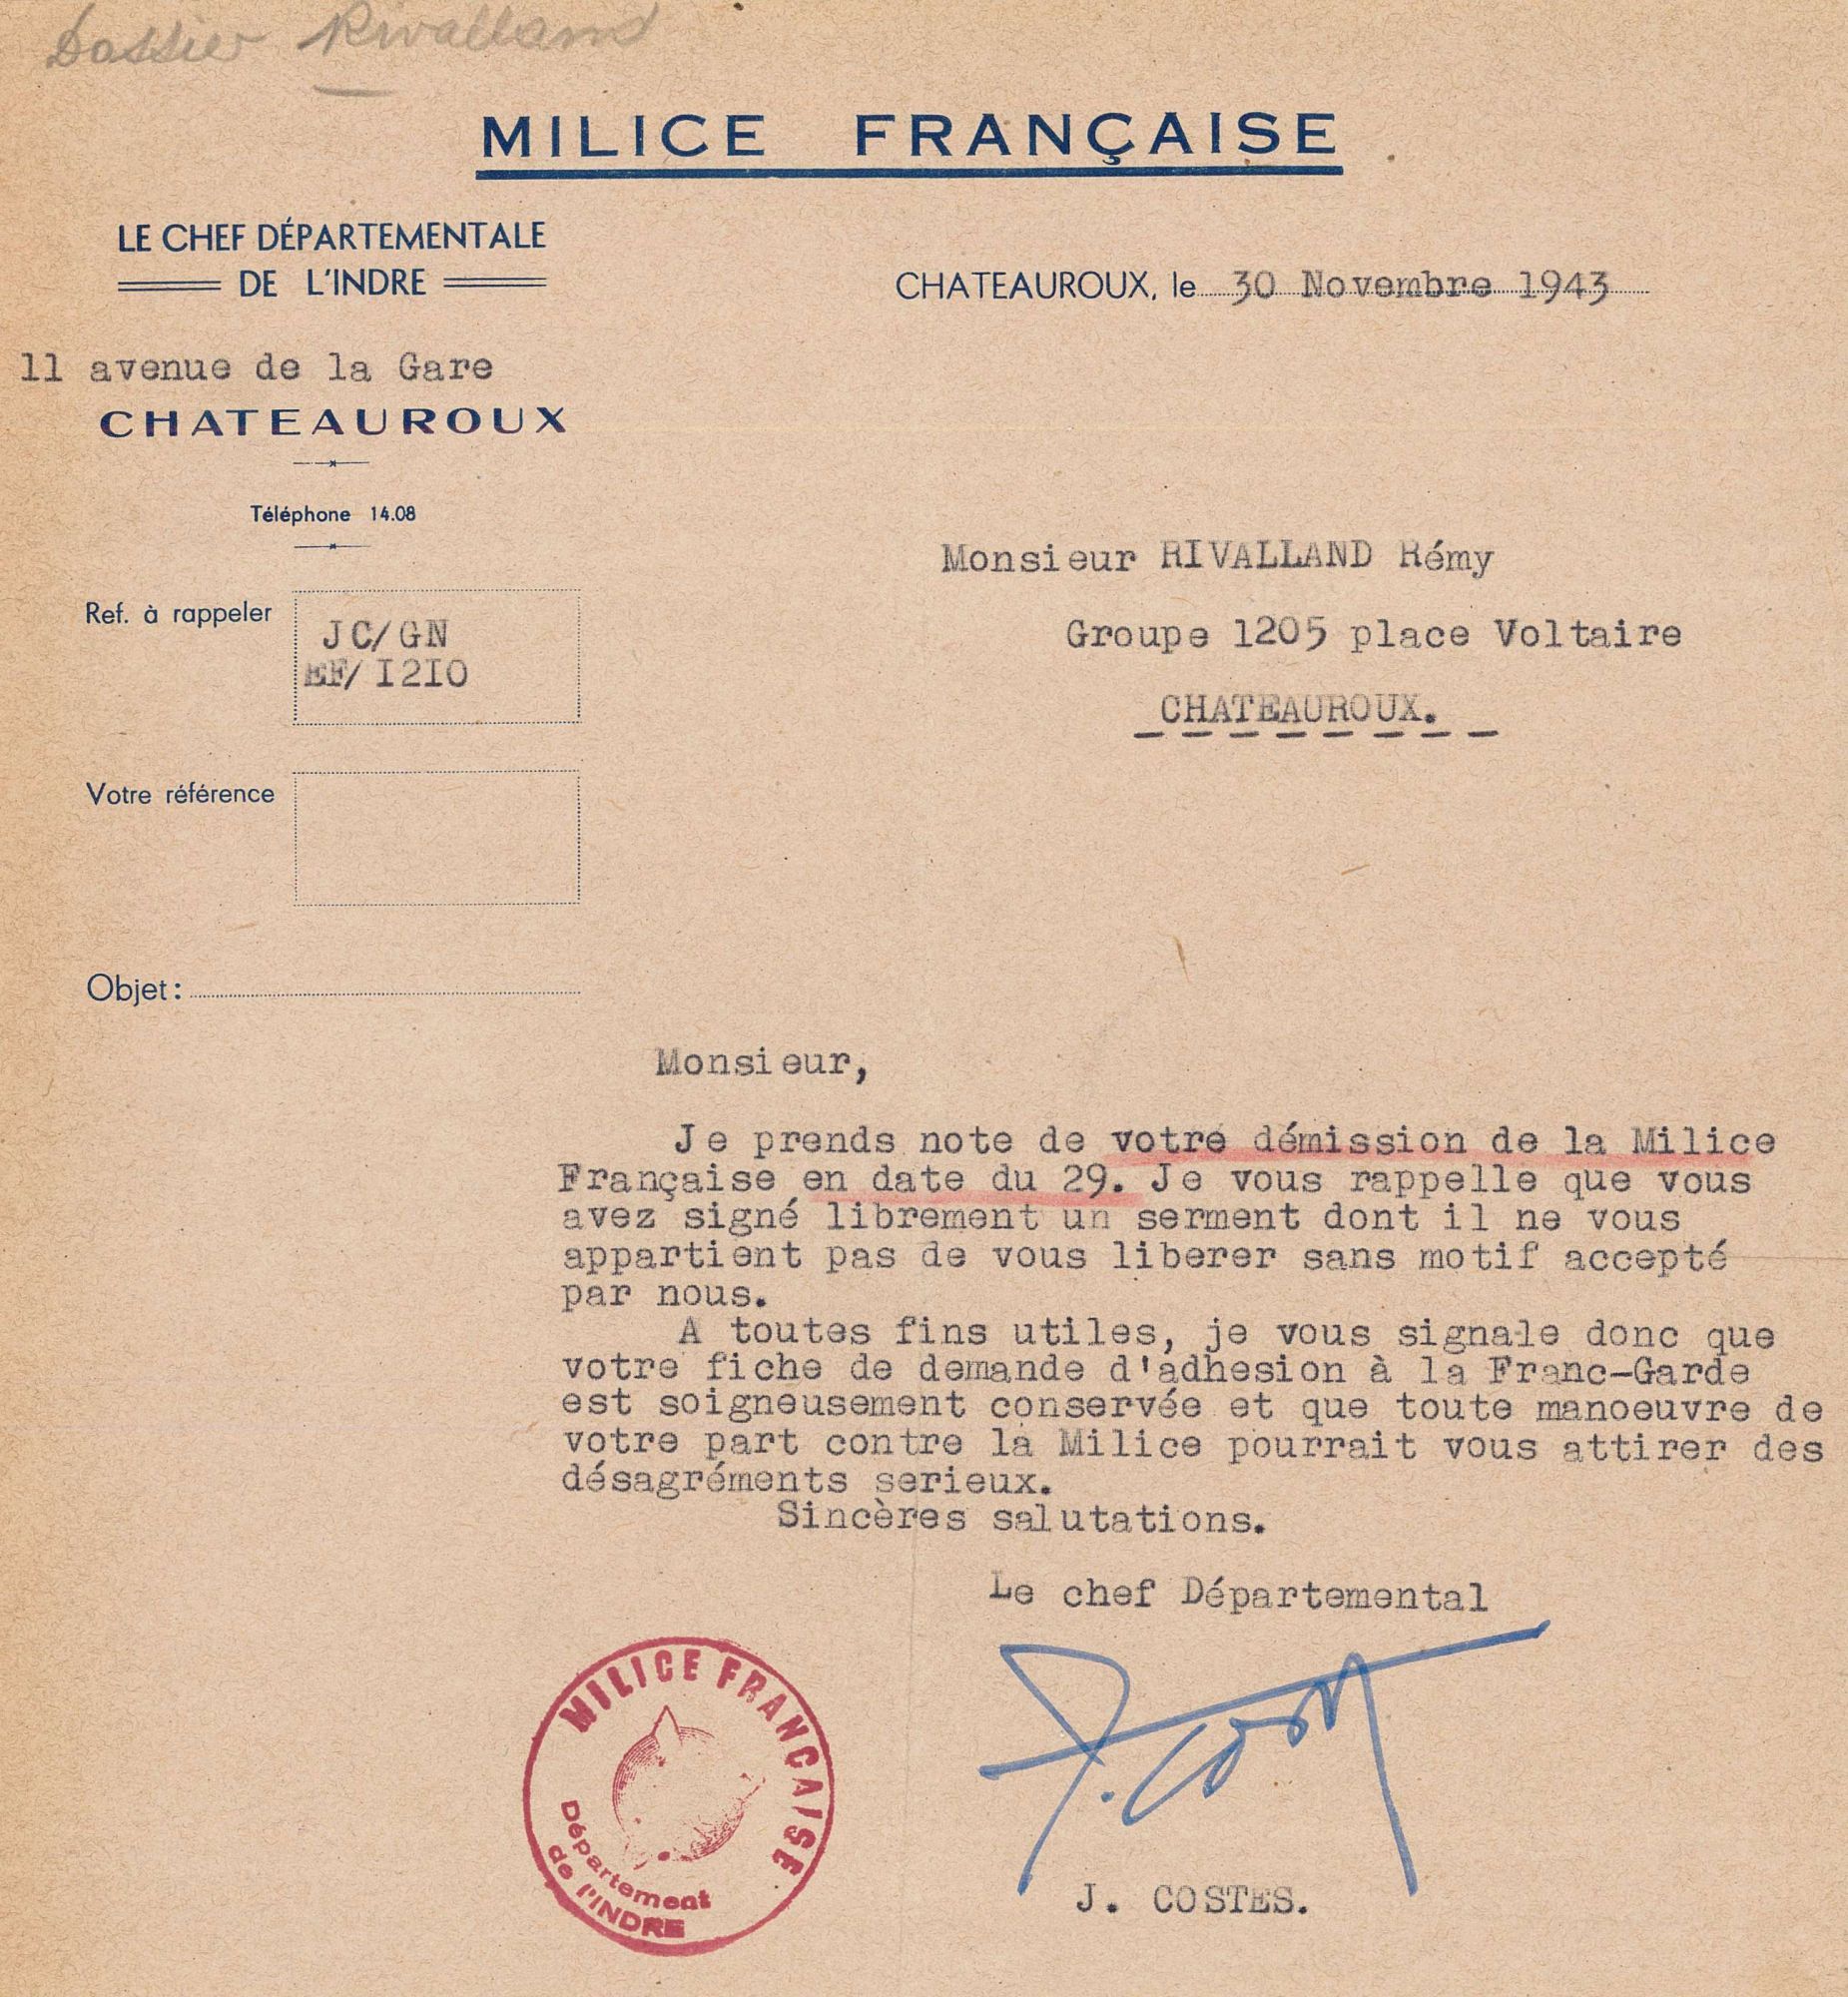 Dossier Rivalland
MILICE FRANÇAISE
LE CHEF DÉPARTEMENTALE
DE L'INDRE
CHATEAUROUX, le 30 Novembre 1943
11 avenue de la Gare
CHATEAUROUX
Téléphone 14.08
Monsieur RIVALLAND Rémy
Groupe 1205 place Voltaire
CHATEAUROUX.
Ref. à rappeler
JC/GN
EF/I2IO
Votre référence
Objet :
Monsieur,
Je prends note de votre démission de la Milice
Française en date du 29. Je vous rappelle que vous
avez signé librement un serment dont il ne vous
appartient pas de vous liberer sans motif accepté
par nous.
A toutes fins utiles, je vous signale donc que
votre fiche de demande d'adhesion à la Franc-Garde
est soigneusement conservée et que toute manoeuvre de
votre part contre la Milice pourrait vous attirer des
désagréments serieux.
Sincères salutations.
Le chef Départemental
MILICE FRANÇAISE
Département
de l'INDRE
J. Cost
J. COSTES.